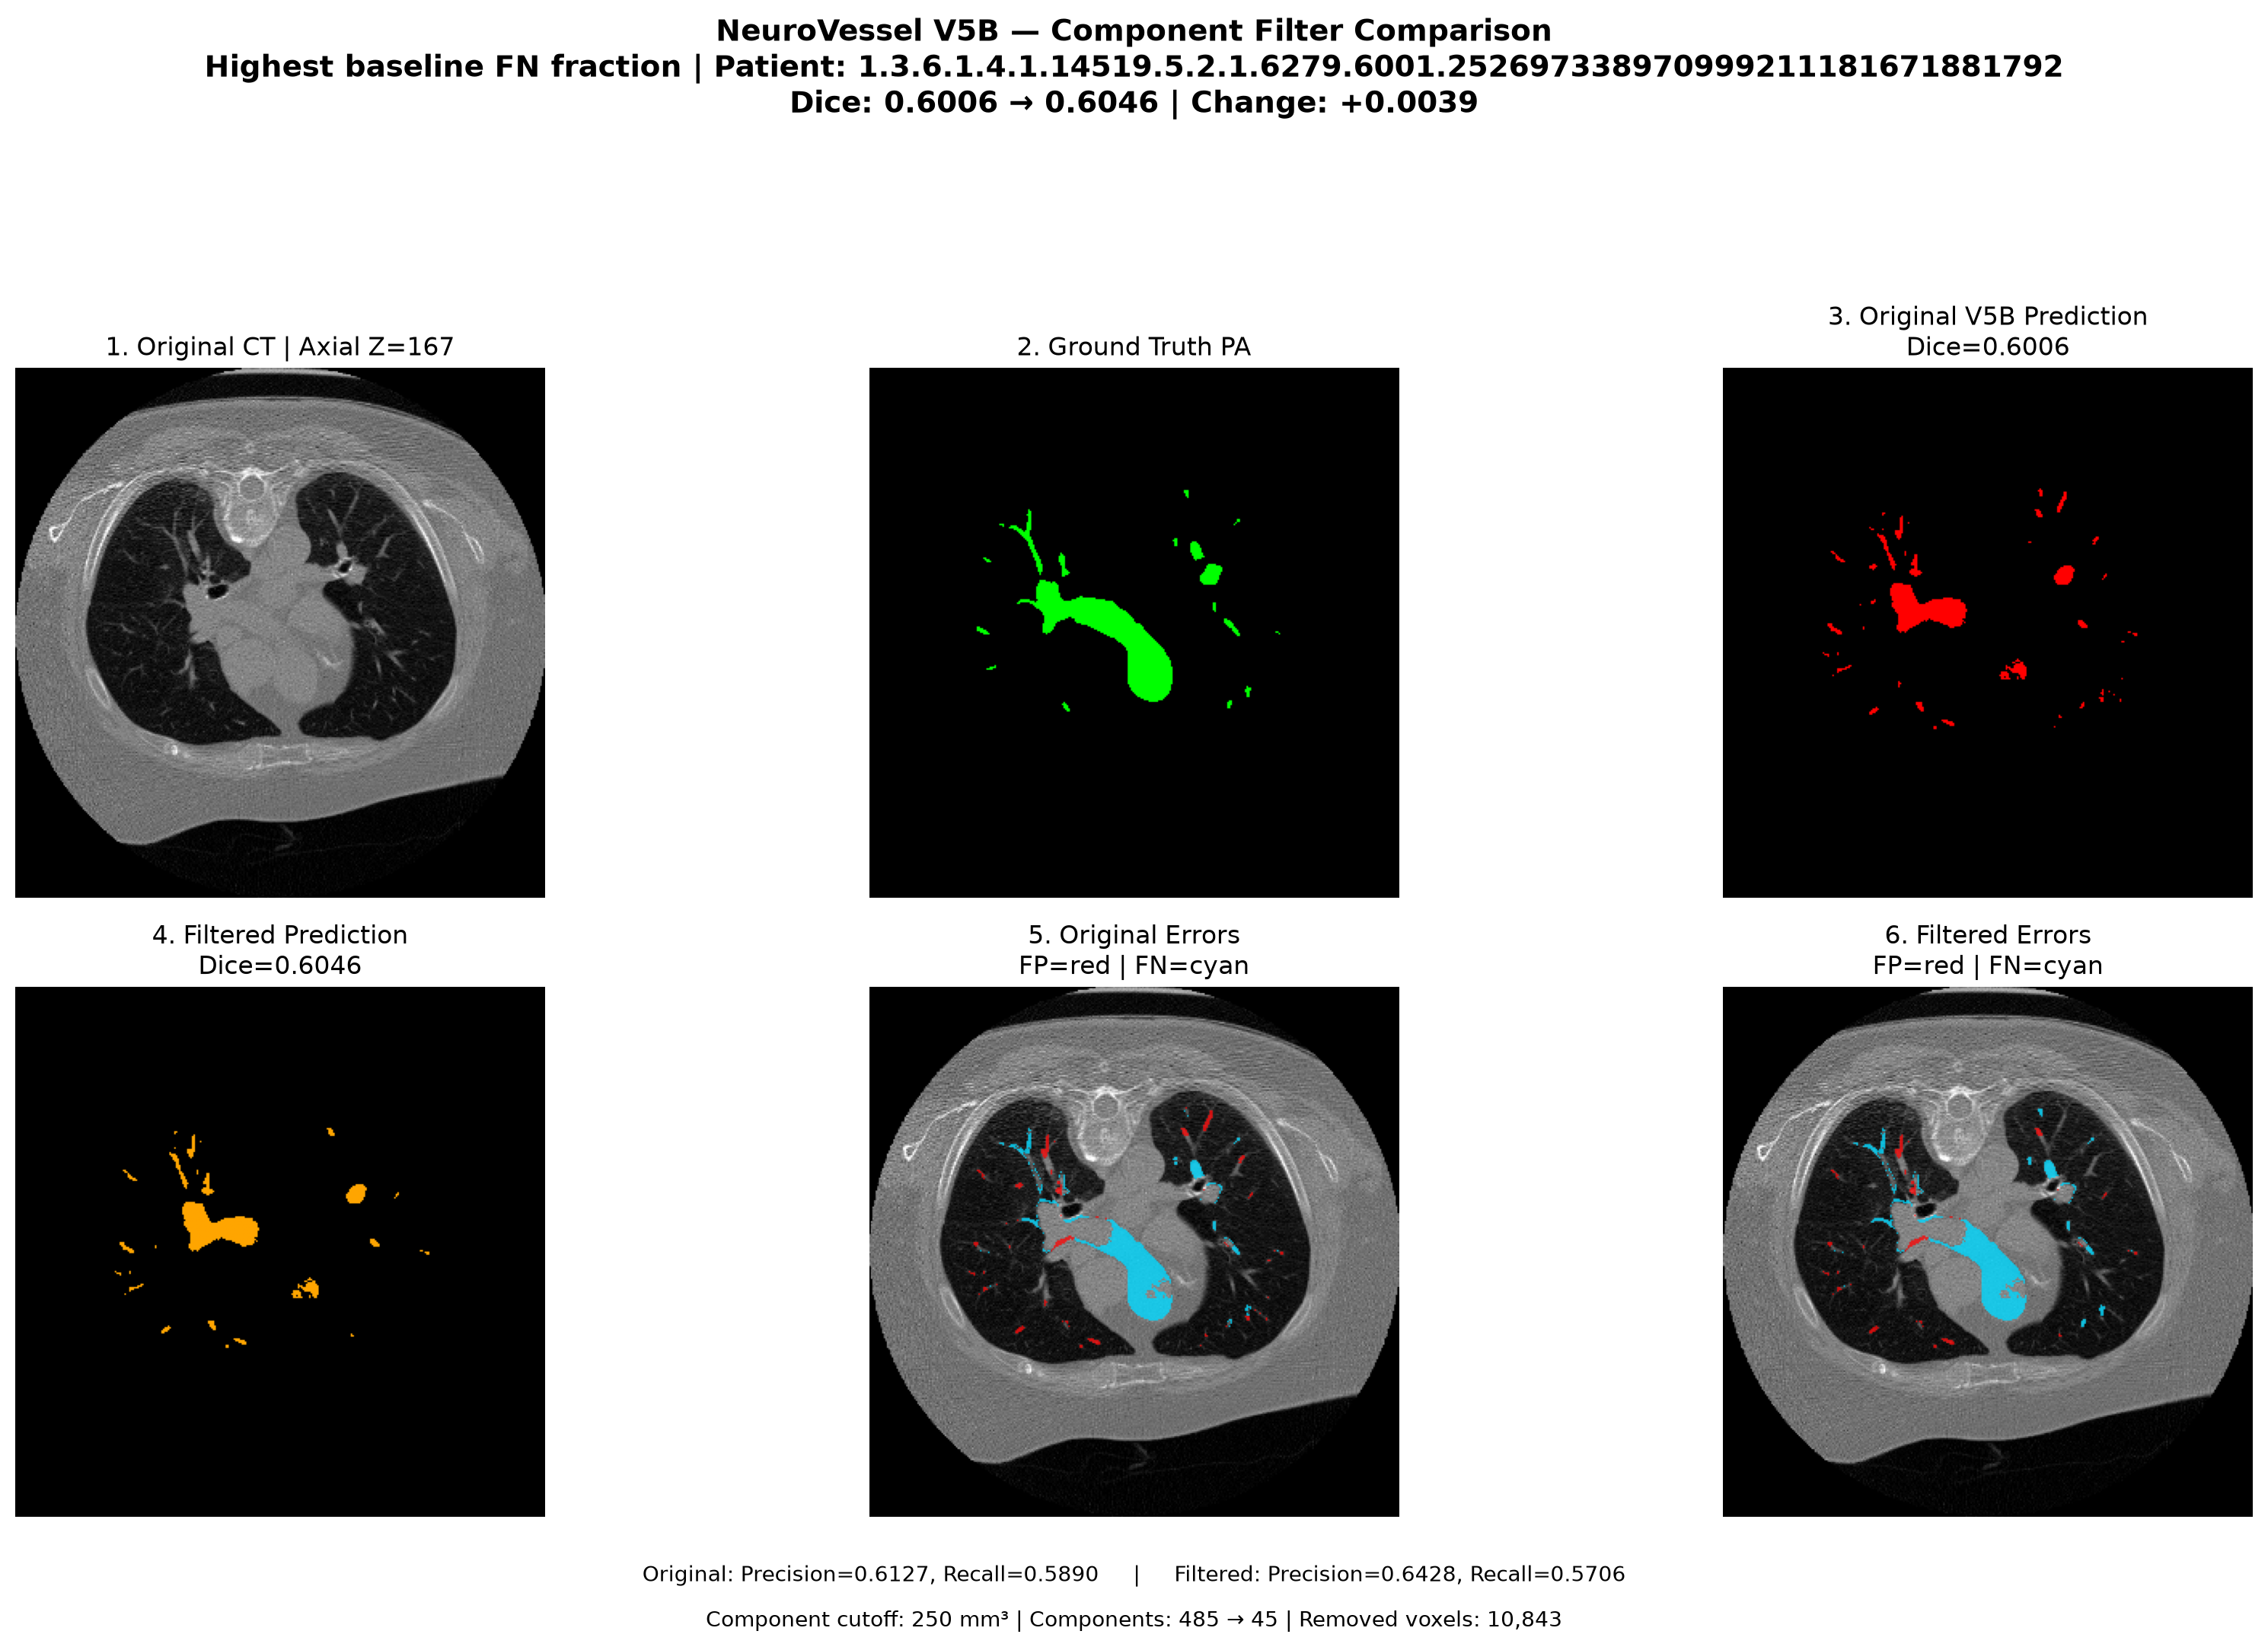 NeuroVessel V5B — Component Filter Comparison
Highest baseline FN fraction | Patient: 1.3.6.1.4.1.14519.5.2.1.6279.6001.252697338970999211181671881792
Dice: 0.6006 → 0.6046 | Change: +0.0039
1. Original CT | Axial Z=167
2. Ground Truth PA
3. Original V5B Prediction
Dice=0.6006
4. Filtered Prediction
Dice=0.6046
5. Original Errors
FP=red | FN=cyan
6. Filtered Errors
FP=red | FN=cyan
Original: Precision=0.6127, Recall=0.5890 | Filtered: Precision=0.6428, Recall=0.5706
Component cutoff: 250 mm³ | Components: 485 → 45 | Removed voxels: 10,843